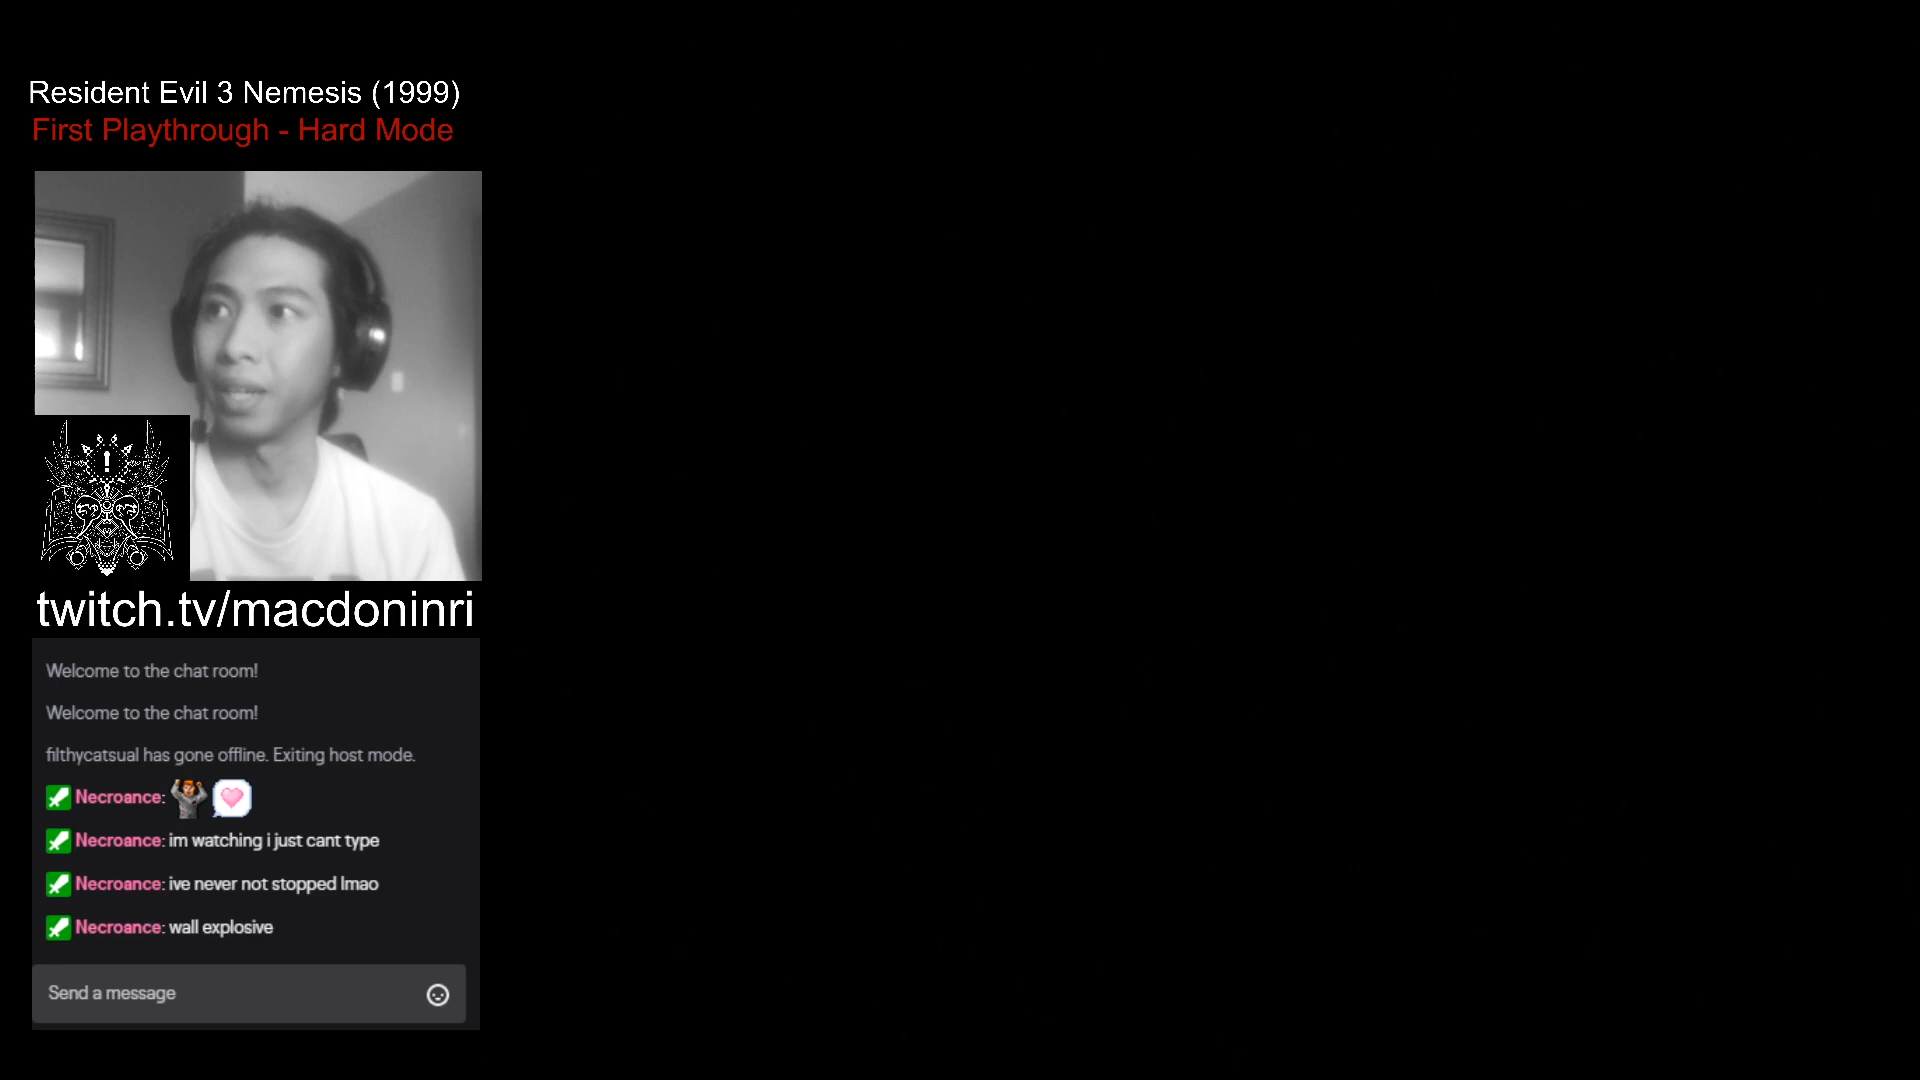 Resident Evil 3 Nemesis (1999)
First Playthrough - Hard Mode
twitch.tv/macdoninri
Welcome to the chat room!
Welcome to the chat room!
filthycatsual has gone offline. Exiting host mode.
Necroance:
Necroance: im watching i just cant type
Necroance: ive never not stopped lmao
Necroance: wall explosive
Send a message